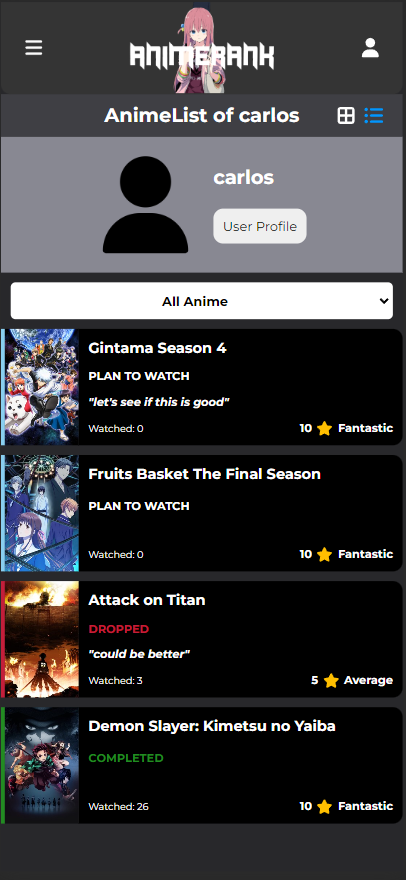 ANIMERANK
AnimeList of carlos
carlos
User Profile
All Anime
Gintama Season 4
PLAN TO WATCH
"let's see if this is good"
Watched: 0
10 Fantastic
Fruits Basket The Final Season
PLAN TO WATCH
Watched: 0
10 Fantastic
Attack on Titan
DROPPED
"could be better"
Watched: 3
5 Average
Demon Slayer: Kimetsu no Yaiba
COMPLETED
Watched: 26
10 Fantastic